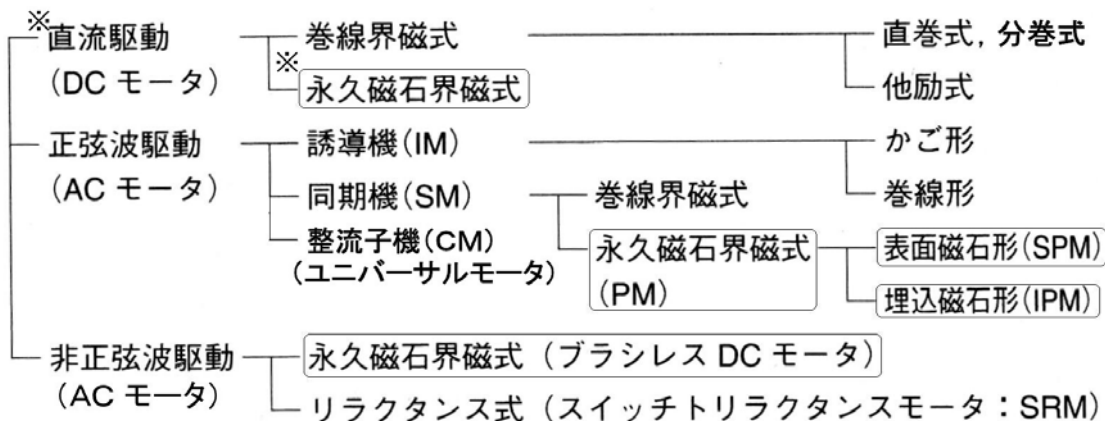 ※直流駆動 巻線界磁式 直巻式, 分巻式
(DC モータ) ※永久磁石界磁式 他励式
正弦波駆動 誘導機(IM) かご形
(AC モータ) 同期機(SM) 巻線界磁式 巻線形
整流子機(CM) 永久磁石界磁式 表面磁石形(SPM)
(ユニバーサルモータ) (PM) 埋込磁石形(IPM)
非正弦波駆動 永久磁石界磁式 (ブラシレス DC モータ)
(AC モータ) リラクタンス式 (スイッチトリラクタンスモータ:SRM)